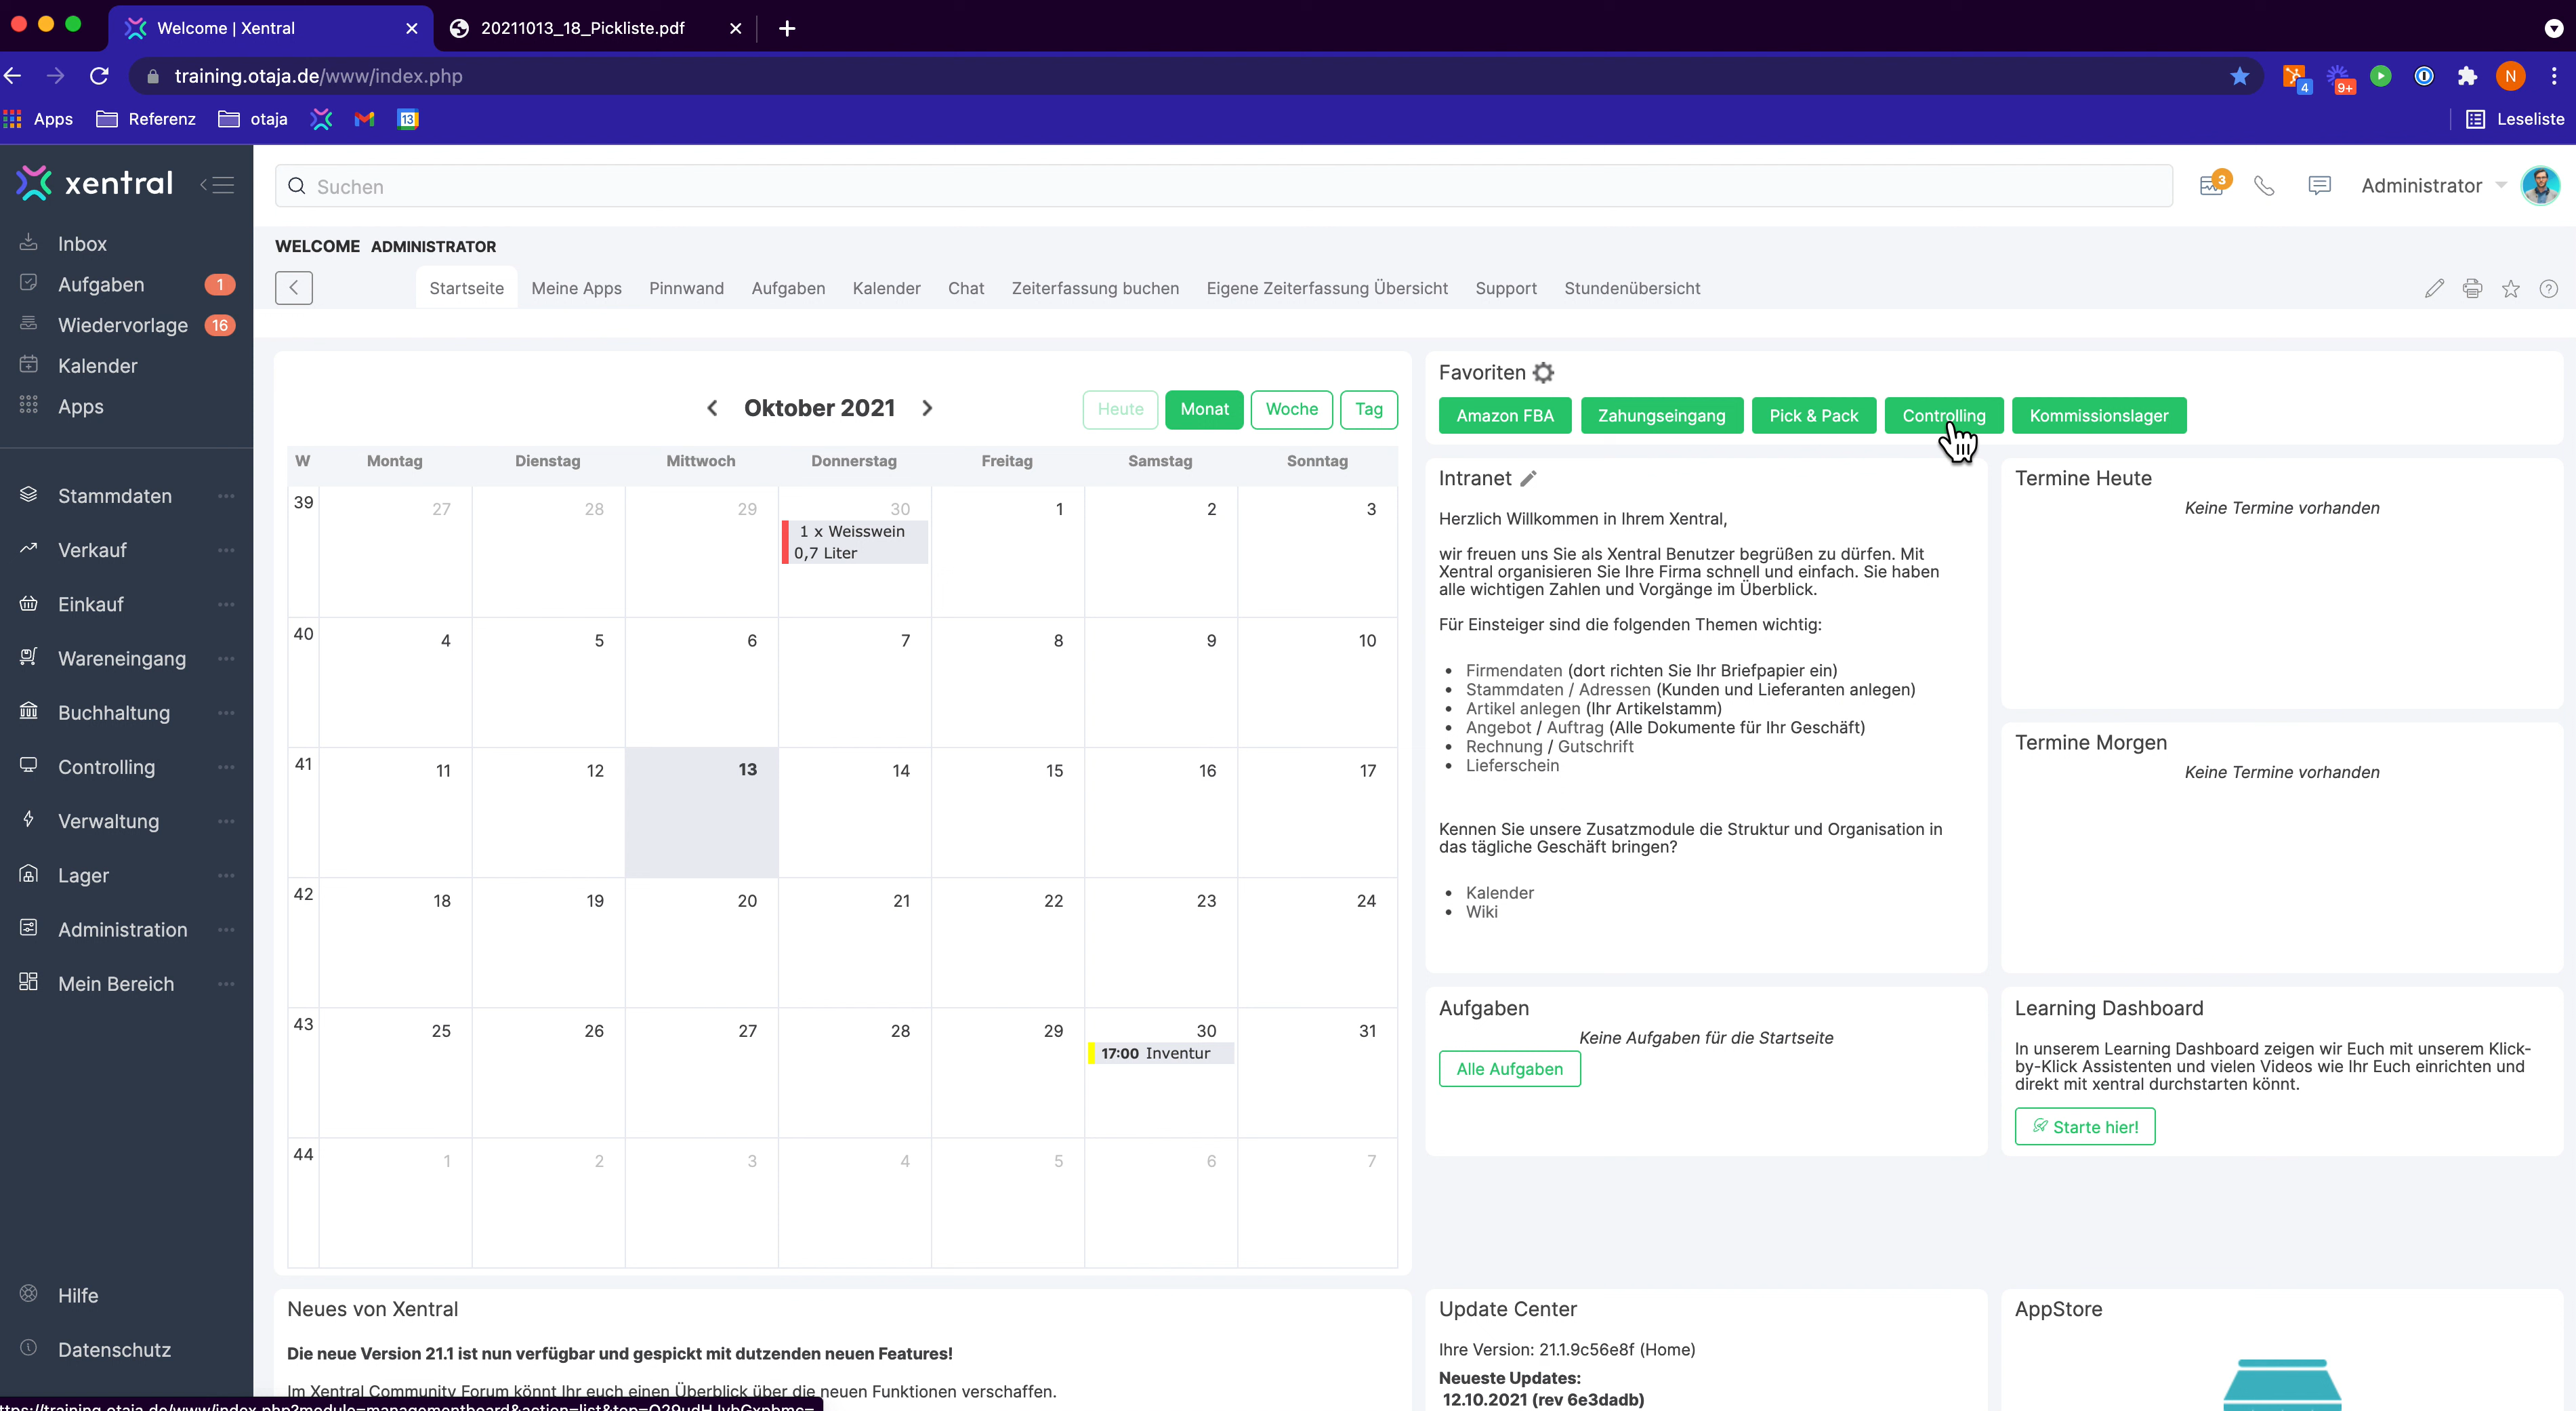 Welcome | Xentral
20211013_18_Pickliste.pdf
training.otaja.de/www/index.php
4
9+
N
Apps
Referenz
otaja
13
Leseliste
xentral
Suchen
3
Administrator
Inbox
Aufgaben 1
Wiedervorlage 16
Kalender
Apps
Stammdaten
Verkauf
Einkauf
Wareneingang
Buchhaltung
Controlling
Verwaltung
Lager
Administration
Mein Bereich
Hilfe
Datenschutz
WELCOME ADMINISTRATOR
Startseite Meine Apps Pinnwand Aufgaben Kalender Chat Zeiterfassung buchen Eigene Zeiterfassung Übersicht Support Stundenübersicht
Oktober 2021
Heute Monat Woche Tag
W Montag Dienstag Mittwoch Donnerstag Freitag Samstag Sonntag
39 27 28 29 30 1 2 3
1 x Weisswein
0,7 Liter
40 4 5 6 7 8 9 10
41 11 12 13 14 15 16 17
42 18 19 20 21 22 23 24
43 25 26 27 28 29 30 31
17:00 Inventur
44 1 2 3 4 5 6 7
Favoriten
Amazon FBA Zahungseingang Pick & Pack Controlling Kommissionslager
Intranet
Herzlich Willkommen in Ihrem Xentral,
wir freuen uns Sie als Xentral Benutzer begrüßen zu dürfen. Mit
Xentral organisieren Sie Ihre Firma schnell und einfach. Sie haben
alle wichtigen Zahlen und Vorgänge im Überblick.
Für Einsteiger sind die folgenden Themen wichtig:
• Firmendaten (dort richten Sie Ihr Briefpapier ein)
• Stammdaten / Adressen (Kunden und Lieferanten anlegen)
• Artikel anlegen (Ihr Artikelstamm)
• Angebot / Auftrag (Alle Dokumente für Ihr Geschäft)
• Rechnung / Gutschrift
• Lieferschein
Kennen Sie unsere Zusatzmodule die Struktur und Organisation in
das tägliche Geschäft bringen?
• Kalender
• Wiki
Termine Heute
Keine Termine vorhanden
Termine Morgen
Keine Termine vorhanden
Aufgaben
Keine Aufgaben für die Startseite
Alle Aufgaben
Learning Dashboard
In unserem Learning Dashboard zeigen wir Euch mit unserem Klick-
by-Klick Assistenten und vielen Videos wie Ihr Euch einrichten und
direkt mit xentral durchstarten könnt.
Starte hier!
Neues von Xentral
Die neue Version 21.1 ist nun verfügbar und gespickt mit dutzenden neuen Features!
Im Xentral Community Forum könnt Ihr euch einen Überblick über die neuen Funktionen verschaffen.
Update Center
Ihre Version: 21.1.9c56e8f (Home)
Neueste Updates:
12.10.2021 (rev 6e3dadb)
AppStore